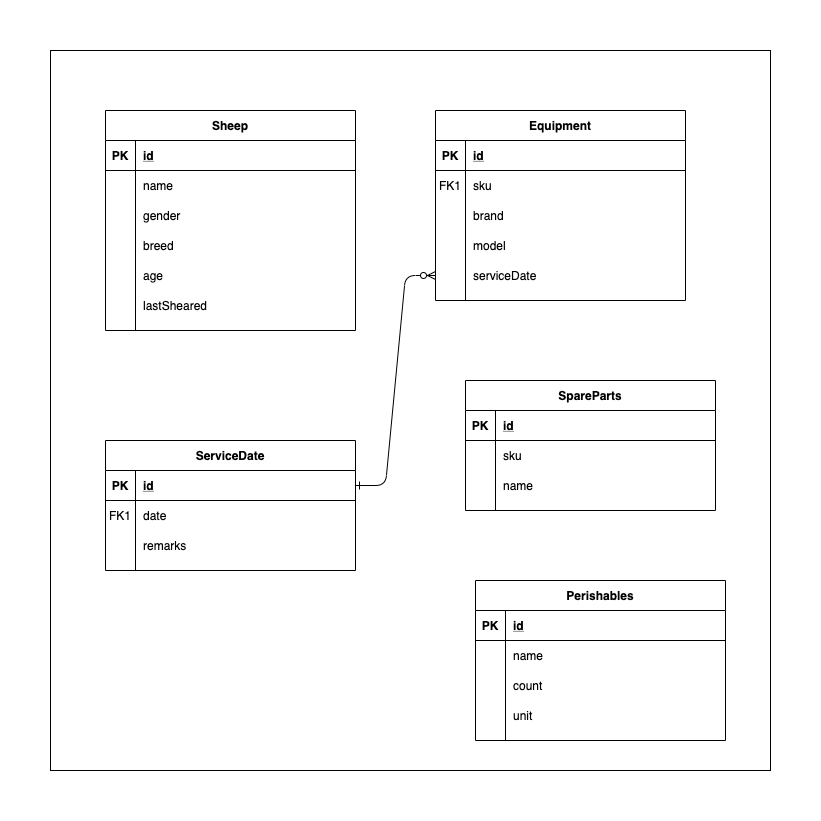 Sheep
PK id
name
gender
breed
age
lastSheared
Equipment
PK id
FK1 sku
brand
model
serviceDate
ServiceDate
PK id
FK1 date
remarks
SpareParts
PK id
sku
name
Perishables
PK id
name
count
unit